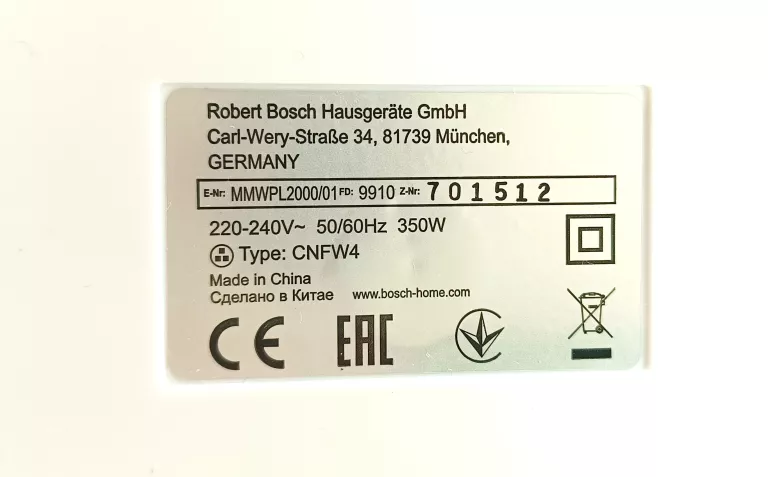 Robert Bosch Hausgeräte GmbH
Carl-Wery-Straße 34, 81739 München,
GERMANY
E-Nr: MMWPL2000/01 FD: 9910 Z-Nr: 701512
220-240V~ 50/60Hz 350W
Type: CNFW4
Made in China
Сделано в Китае www.bosch-home.com
CE EAC